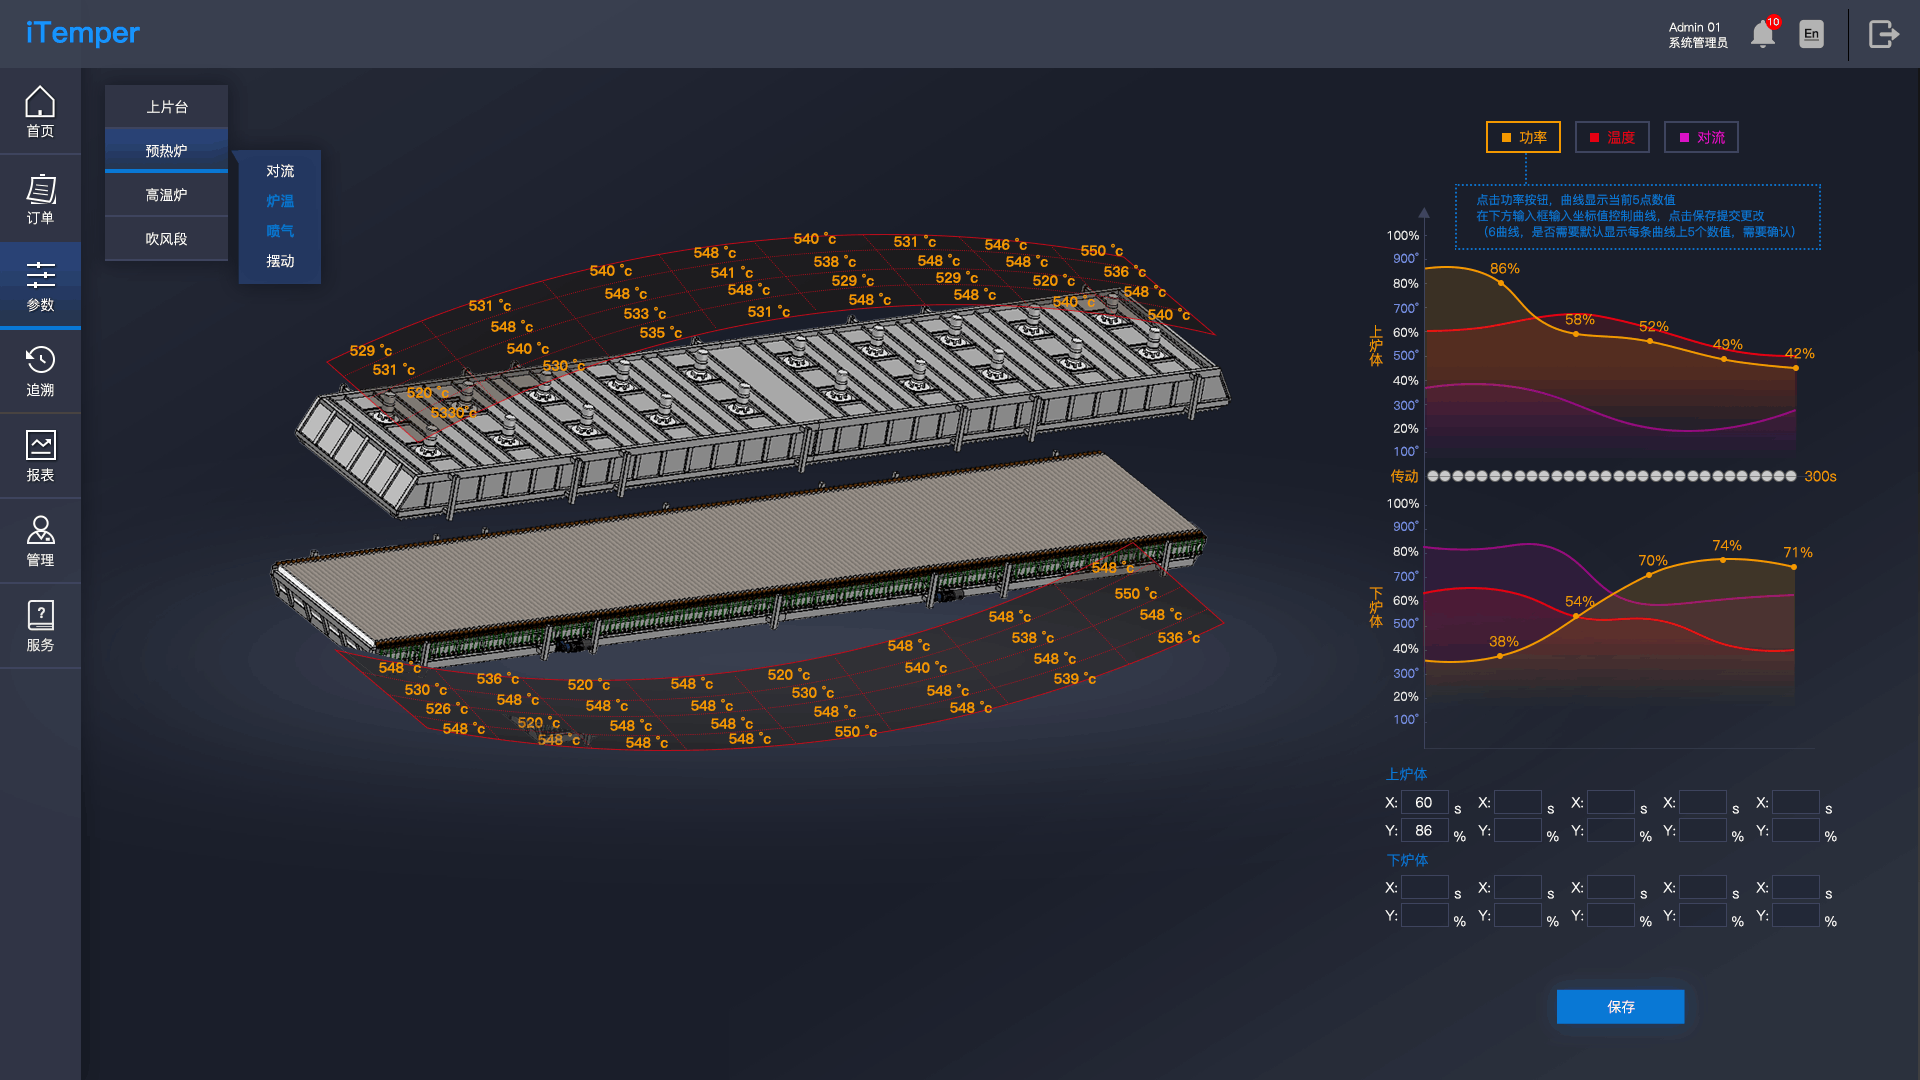 iTemper
Admin 01
系统管理员
10
En
首页
订单
参数
追溯
报表
管理
服务
上片台
预热炉
高温炉
吹风段
对流
炉温
喷气
摆动
540 °c
531 °c
546 °c
550 °c
548 °c
538 °c
548 °c
548 °c
536 °c
540 °c
541 °c
529 °c
529 °c
520 °c
548 °c
531 °c
548 °c
548 °c
548 °c
548 °c
540 °c
540 °c
548 °c
533 °c
531 °c
529 °c
540 °c
535 °c
531 °c
530 °c
520 °c
5330°c
548 °c
550 °c
548 °c
548 °c
538 °c
536 °c
548 °c
548 °c
539 °c
548 °c
536 °c
520 °c
548 °c
520 °c
540 °c
530 °c
548 °c
548 °c
548 °c
530 °c
548 °c
548 °c
526 °c
520 °c
548 °c
548 °c
548 °c
548 °c
548 °c
548 °c
548 °c
550 °c
功率
温度
对流
点击功率按钮，曲线显示当前5点数值
在下方输入框输入坐标值控制曲线，点击保存提交更改
（6曲线，是否需要默认显示每条曲线上5个数值，需要确认）
100%
900°
80%
700°
60%
500°
40%
300°
20%
100°
上炉体
86%
58%
52%
49%
42%
传动
300s
100%
900°
80%
700°
60%
500°
40%
300°
20%
100°
下炉体
38%
54%
70%
74%
71%
上炉体
X: 60 s X: s X: s X: s X: s
Y: 86 % Y: % Y: % Y: % Y: %
下炉体
X: s X: s X: s X: s X: s
Y: % Y: % Y: % Y: % Y: %
保存